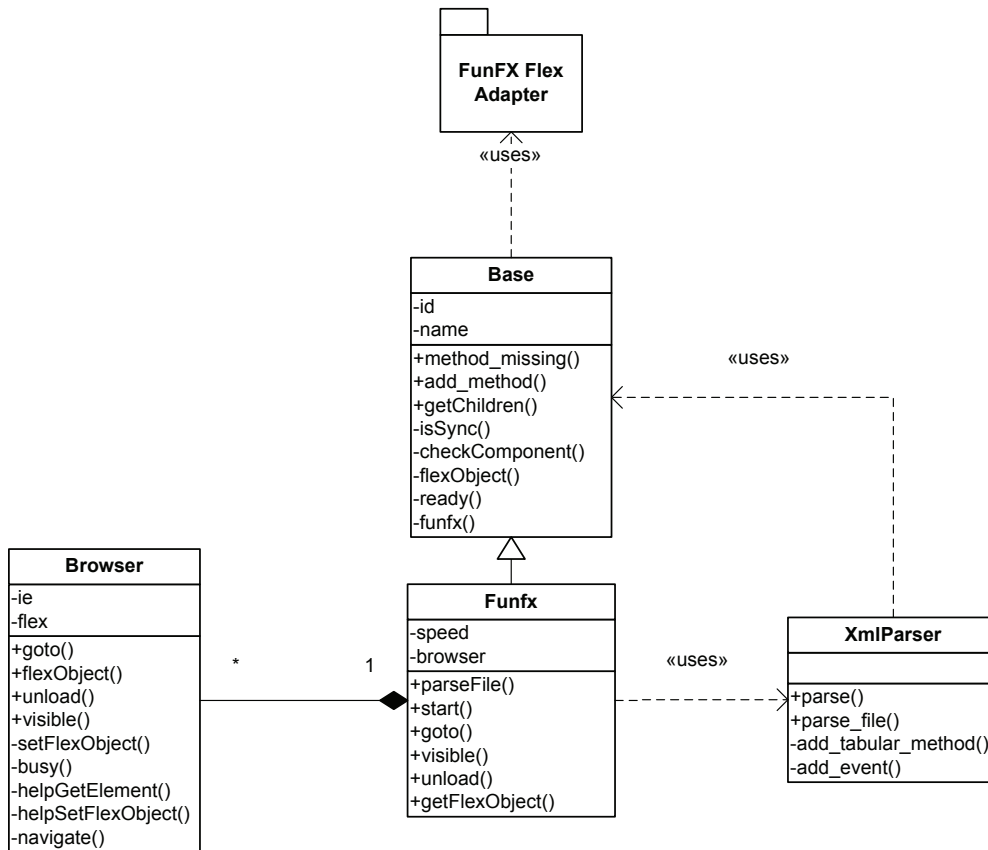 FunFX Flex
Adapter
«uses»
Base
-id
-name
+method_missing()
+add_method()
+getChildren()
-isSync()
-checkComponent()
-flexObject()
-ready()
-funfx()
«uses»
Browser
-ie
-flex
+goto()
+flexObject()
+unload()
+visible()
-setFlexObject()
-busy()
-helpGetElement()
-helpSetFlexObject()
-navigate()
*
1
Funfx
-speed
-browser
+parseFile()
+start()
+goto()
+visible()
+unload()
+getFlexObject()
«uses»
XmlParser
+parse()
+parse_file()
-add_tabular_method()
-add_event()